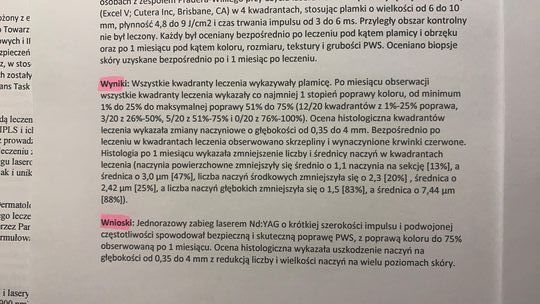 osobach z zespołem
(Excel V; Cutera Inc, Brisbane, CA) w 4 kwadrantach, stosując plamki o wielkości od 6 do 10
mm, płynność 4,8 do 9 J/cm2 i czas trwania impulsu od 3 do 6 ms. Przyległy obszar kontrolny
nie był leczony. Każdy był oceniany bezpośrednio po leczeniu pod kątem plamicy i obrzęku
oraz po 1 miesiącu pod kątem koloru, rozmiaru, tekstury i grubości PWS. Oceniano biopsje
skóry uzyskane bezpośrednio po i 1 miesiąc po leczeniu.
Wyniki: Wszystkie kwadranty leczenia wykazywały plamicę. Po miesiącu obserwacji
wszystkie kwadranty leczenia wykazały co najmniej 1 stopień poprawy koloru, od minimum
1% do 25% do maksymalnej poprawy 51% do 75% (12/20 kwadrantów z 1%-25% poprawa,
3/20 z 26%-50%, 5/20 z 51%-75% i 0/20 z 76%-100%). Ocena histologiczna kwadrantów
leczenia wykazała zmiany naczyniowe o głębokości od 0,35 do 4 mm. Bezpośrednio po
leczeniu w kwadrantach leczenia obserwowano skrzepliny i wynaczynione krwinki czerwone.
Histologia po 1 miesiącu wykazała zmniejszenie liczby i średnicy naczyń w kwadrantach
leczenia (naczynia powierzchowne zmniejszyły się średnio o 1,1 naczynia na sekcję [13%], a
średnica o 3,0 µm [47%], liczba naczyń środkowych zmniejszyła się o 2,3 [20%] , średnica o
2,42 µm [25%], a liczba naczyń głębokich zmniejszyła się o 1,5 [83%], a średnica o 7,44 µm
[88%]).
Wnioski: Jednorazowy zabieg laserem Nd:YAG o krótkiej szerokości impulsu i podwojonej
częstotliwości spowodował bezpieczną i skuteczną poprawę PWS, z poprawą koloru do 75%
obserwowaną po 1 miesiącu. Ocena histologiczna wykazała uszkodzenie naczyń na
głębokości od 0,35 do 4 mm z redukcją liczby i wielkości naczyń na wielu poziomach skóry.